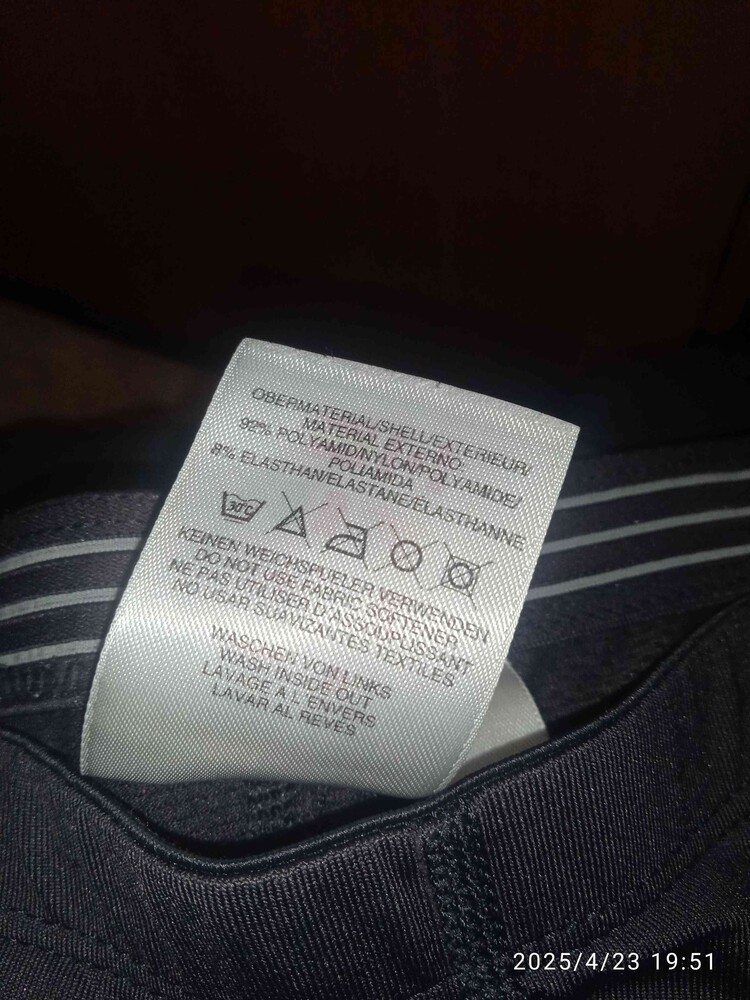 OBERMATERIAL/SHELL/EXTERIEUR/
MATERIAL EXTERNO:
92% POLYAMID/NYLON/POLYAMIDE/
POLIAMIDA
8% ELASTHAN/ELASTANE/ELASTHANNE
30°C
KEINEN WEICHSPUELER VERWENDEN
DO NOT USE FABRIC SOFTENER
NE PAS UTILISER D'ASSOUPLISSANT
NO USAR SUAVIZANTES TEXTILES
WASCHEN VON LINKS
WASH INSIDE OUT
LAVAGE A L ENVERS
LAVAR AL REVES
2025/4/23 19:51